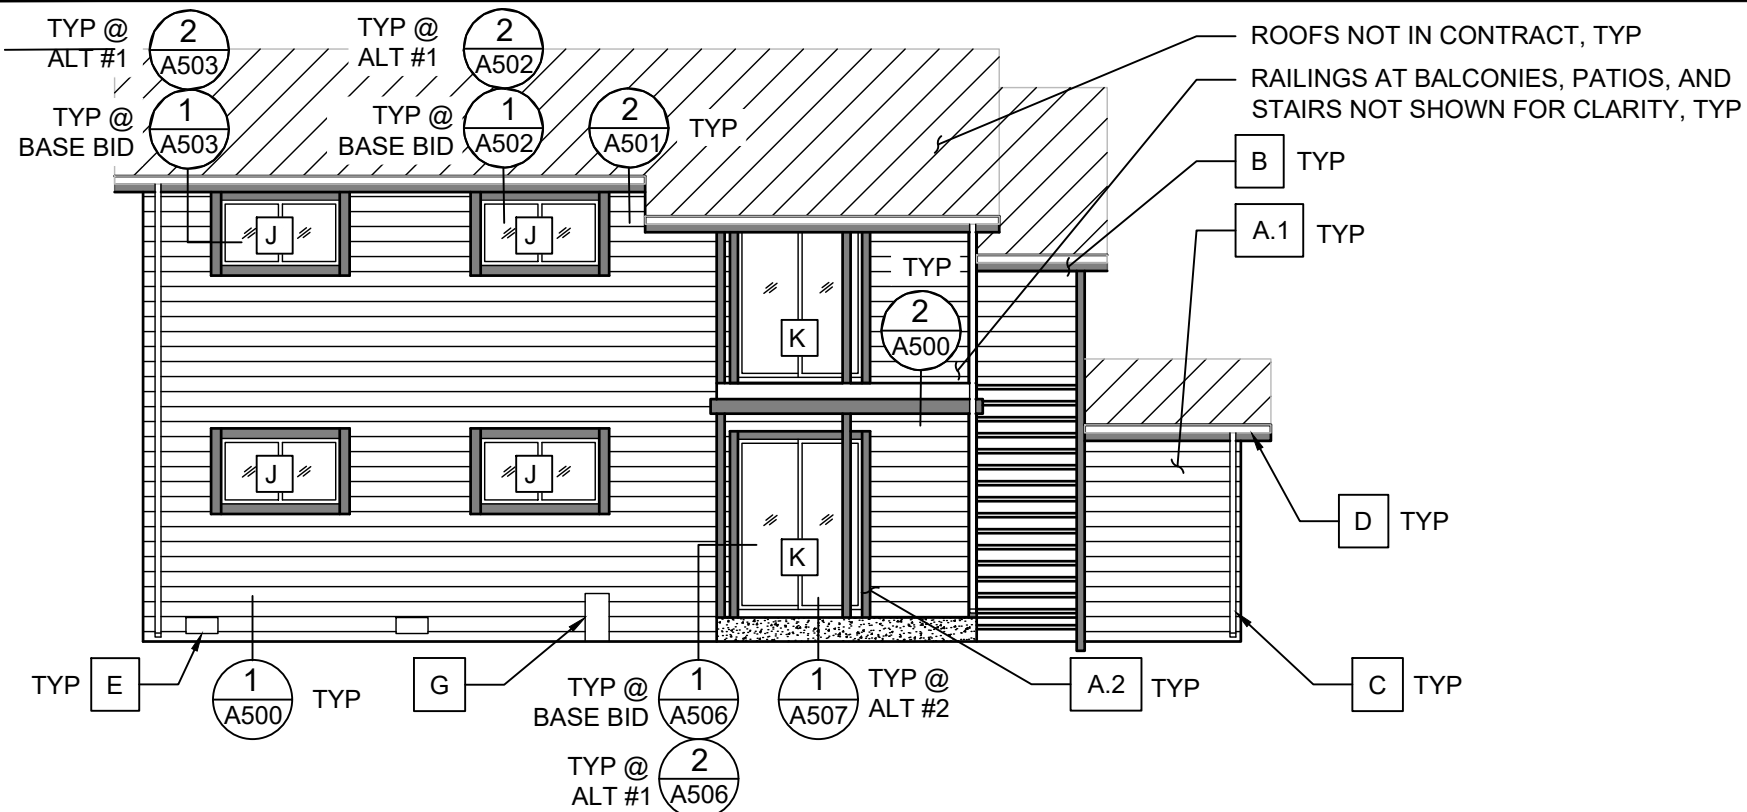 TYP @
ALT #1
2
A503
TYP @
ALT #1
2
A502
ROOFS NOT IN CONTRACT, TYP
RAILINGS AT BALCONIES, PATIOS, AND
STAIRS NOT SHOWN FOR CLARITY, TYP
TYP @
BASE BID
1
A503
TYP @
BASE BID
1
A502
2
A501
TYP
B TYP
A.1 TYP
J
J
TYP
2
A500
K
J
J
K
D TYP
TYP E
1
A500
TYP
G
TYP @
BASE BID
1
A506
1
A507
TYP @
ALT #2
A.2 TYP
C TYP
TYP @
ALT #1
2
A506